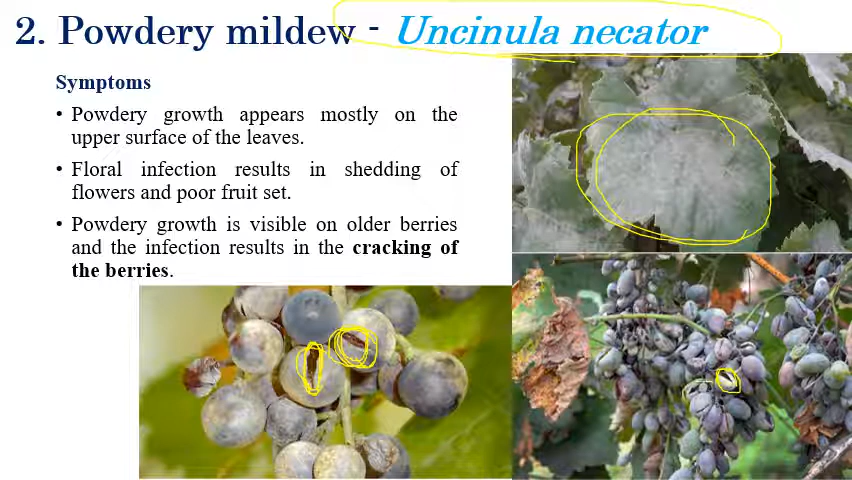 2. Powdery mildew - Uncinula necator
Symptoms
• Powdery growth appears mostly on the
upper surface of the leaves.
• Floral infection results in shedding of
flowers and poor fruit set.
• Powdery growth is visible on older berries
and the infection results in the cracking of
the berries.